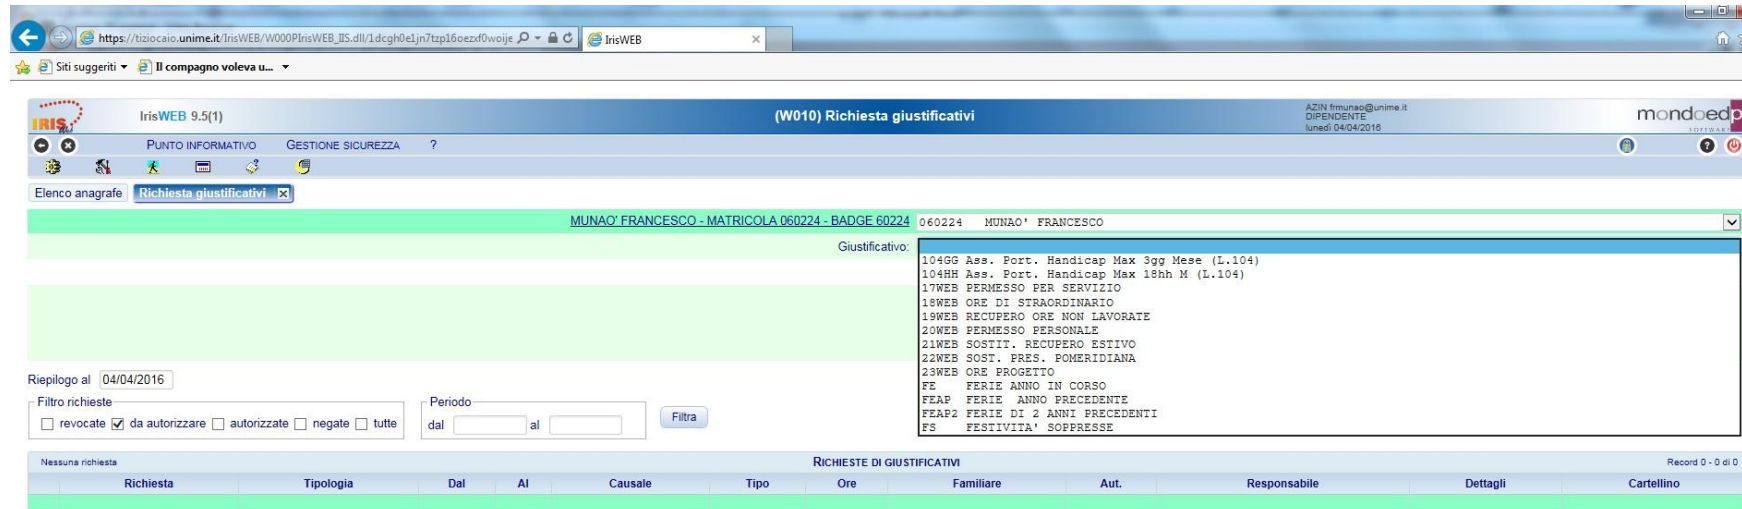 https://tiziocaio.unime.it/IrisWEB/W000PIrisWEB_IIS.dll/1dcgh0e1jn7tzp16oezxf0woije
IrisWEB
Siti suggeriti
Il compagno voleva u...
IRIS
IrisWEB 9.5(1)
(W010) Richiesta giustificativi
AZIN frmunao@unime.it
DIPENDENTE
lunedì 04/04/2016
mondoedp
SOFTWARE
PUNTO INFORMATIVO GESTIONE SICUREZZA ?
Elenco anagrafe Richiesta giustificativi
MUNAO' FRANCESCO - MATRICOLA 060224 - BADGE 60224 060224 MUNAO' FRANCESCO
Giustificativo:
104GG Ass. Port. Handicap Max 3gg Mese (L.104)
104HH Ass. Port. Handicap Max 18hh M (L.104)
17WEB PERMESSO PER SERVIZIO
18WEB ORE DI STRAORDINARIO
19WEB RECUPERO ORE NON LAVORATE
20WEB PERMESSO PERSONALE
21WEB SOSTIT. RECUPERO ESTIVO
22WEB SOST. PRES. POMERIDIANA
23WEB ORE PROGETTO
FE FERIE ANNO IN CORSO
FEAP FERIE ANNO PRECEDENTE
FEAP2 FERIE DI 2 ANNI PRECEDENTI
FS FESTIVITA' SOPPRESSE
Riepilogo al 04/04/2016
Filtro richieste
revocate da autorizzare autorizzate negate tutte
Periodo
dal al
Filtra
Nessuna richiesta RICHIESTE DI GIUSTIFICATIVI Record 0 - 0 di 0
Richiesta Tipologia Dal Al Causale Tipo Ore Familiare Aut. Responsabile Dettagli Cartellino